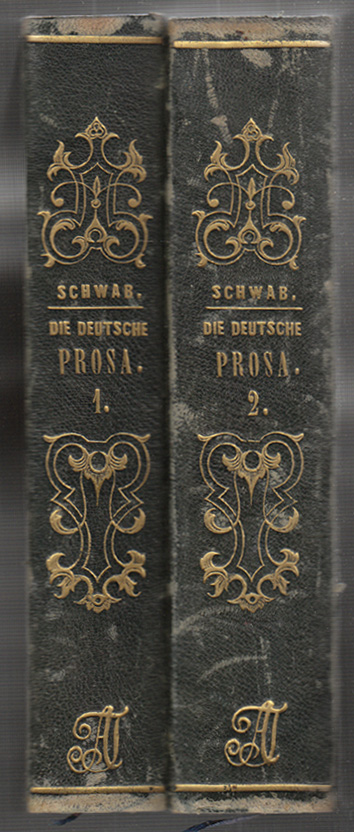 SCHWAB.
DIE DEUTSCHE
PROSA.
1.
SCHWAB.
DIE DEUTSCHE
PROSA.
2.